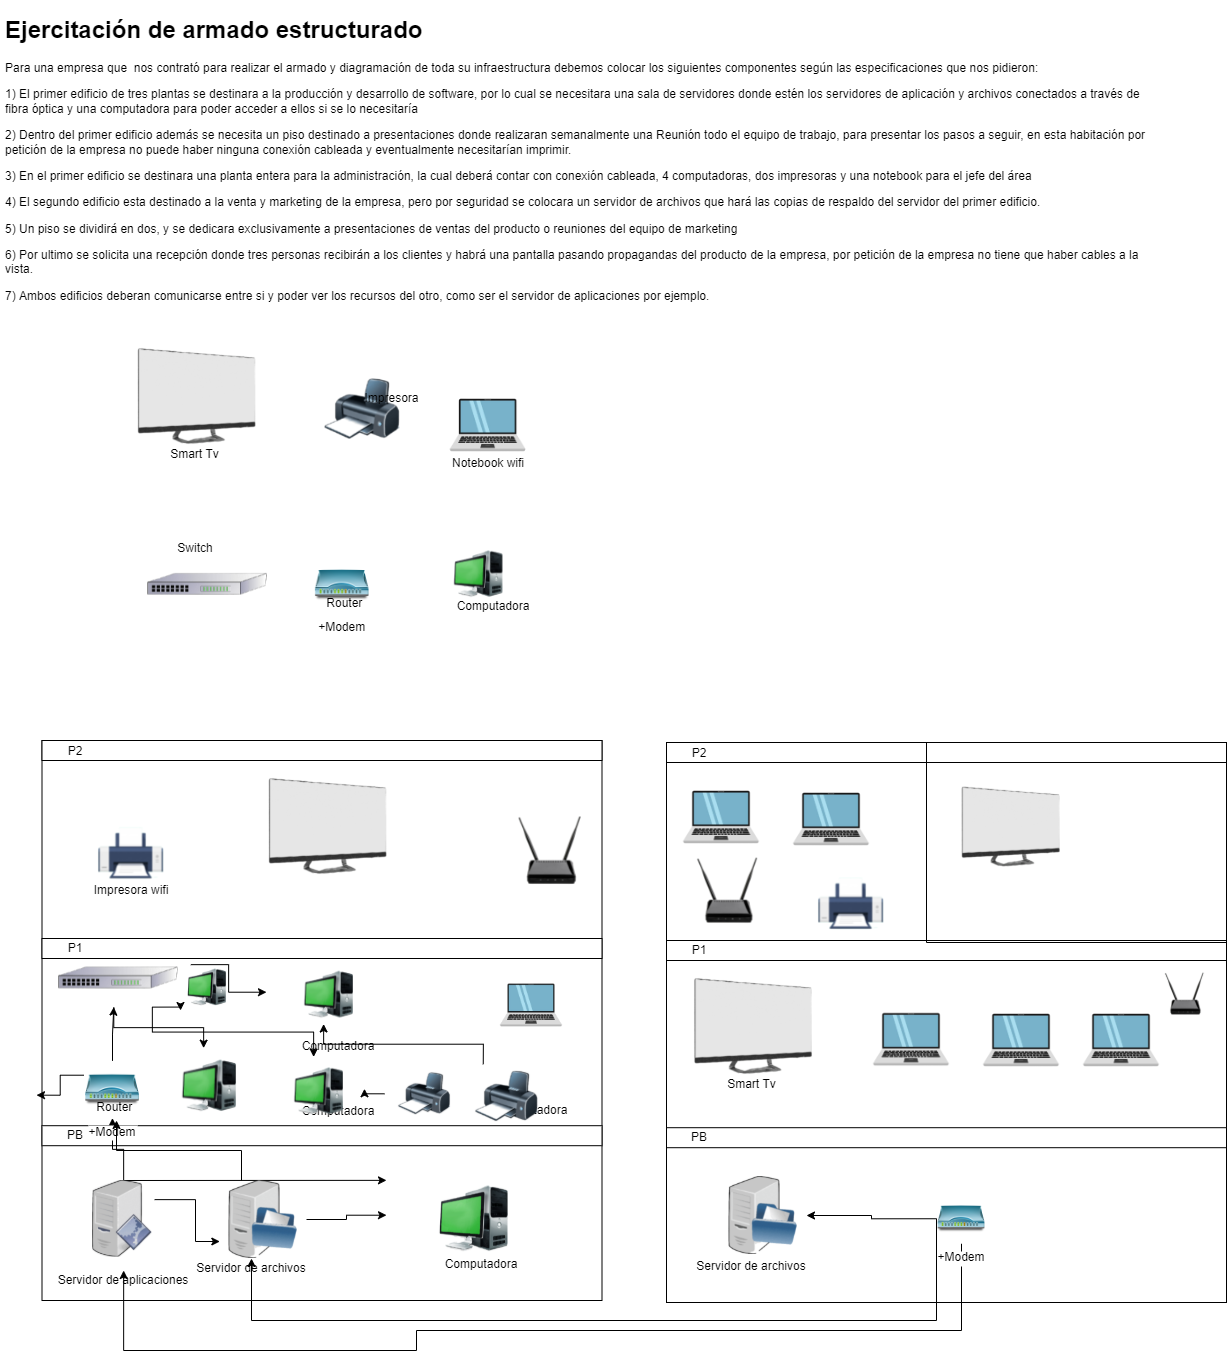 Ejercitación de armado estructurado
Para una empresa que  nos contrató para realizar el armado y diagramación de toda su infraestructura debemos colocar los siguientes componentes según las especificaciones que nos pidieron:
1) El primer edificio de tres plantas se destinara a la producción y desarrollo de software, por lo cual se necesitara una sala de servidores donde estén los servidores de aplicación y archivos conectados a través de
fibra óptica y una computadora para poder acceder a ellos si se lo necesitaría
2) Dentro del primer edificio además se necesita un piso destinado a presentaciones donde realizaran semanalmente una Reunión todo el equipo de trabajo, para presentar los pasos a seguir, en esta habitación por
petición de la empresa no puede haber ninguna conexión cableada y eventualmente necesitarían imprimir.
3) En el primer edificio se destinara una planta entera para la administración, la cual deberá contar con conexión cableada, 4 computadoras, dos impresoras y una notebook para el jefe del área
4) El segundo edificio esta destinado a la venta y marketing de la empresa, pero por seguridad se colocara un servidor de archivos que hará las copias de respaldo del servidor del primer edificio.
5) Un piso se dividirá en dos, y se dedicara exclusivamente a presentaciones de ventas del producto o reuniones del equipo de marketing
6) Por ultimo se solicita una recepción donde tres personas recibirán a los clientes y habrá una pantalla pasando propagandas del producto de la empresa, por petición de la empresa no tiene que haber cables a la
vista.
7) Ambos edificios deberan comunicarse entre si y poder ver los recursos del otro, como ser el servidor de aplicaciones por ejemplo.
Impresora
Smart Tv
Notebook wifi
Switch
Router
+Modem
Computadora
P2
P2
Impresora wifi
P1
P1
Computadora
Smart Tv
Router
Computadora
adora
+Modem
PB
PB
Servidor de aplicaciones
Servidor de archivos
Computadora
Servidor de archivos
+Modem